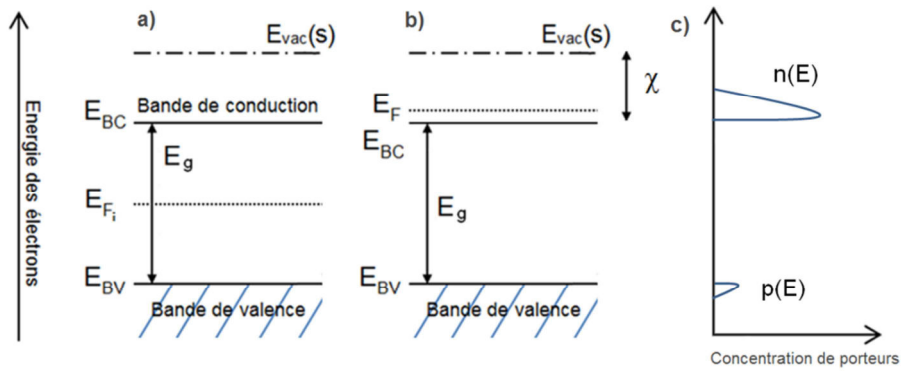 Energie des électrons
a)
Evac(s)
EBC
Bande de conduction
Eg
EFi
EBV
Bande de valence
b)
Evac(s)
χ
EF
EBC
Eg
EBV
Bande de valence
c)
n(E)
p(E)
Concentration de porteurs